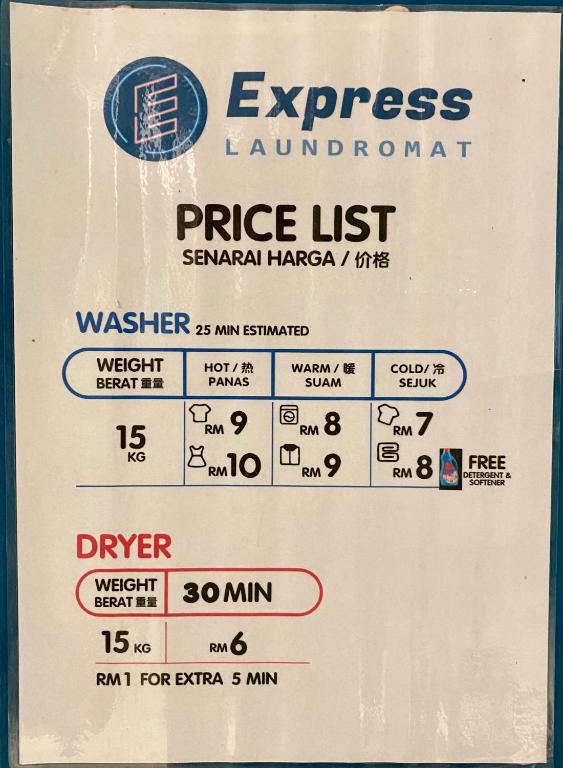 E
Express
LAUNDROMAT
PRICE LIST
SENARAI HARGA / 价格
WASHER 25 MIN ESTIMATED
WEIGHT HOT / 热 WARM / 暖 COLD / 冷
BERAT 重量 PANAS SUAM SEJUK
15 KG RM 9 RM 8 RM 7
RM 10 RM 9 RM 8 FREE
DETERGENT &
SOFTENER
DRYER
WEIGHT 30 MIN
BERAT 重量
15 KG RM 6
RM 1 FOR EXTRA 5 MIN